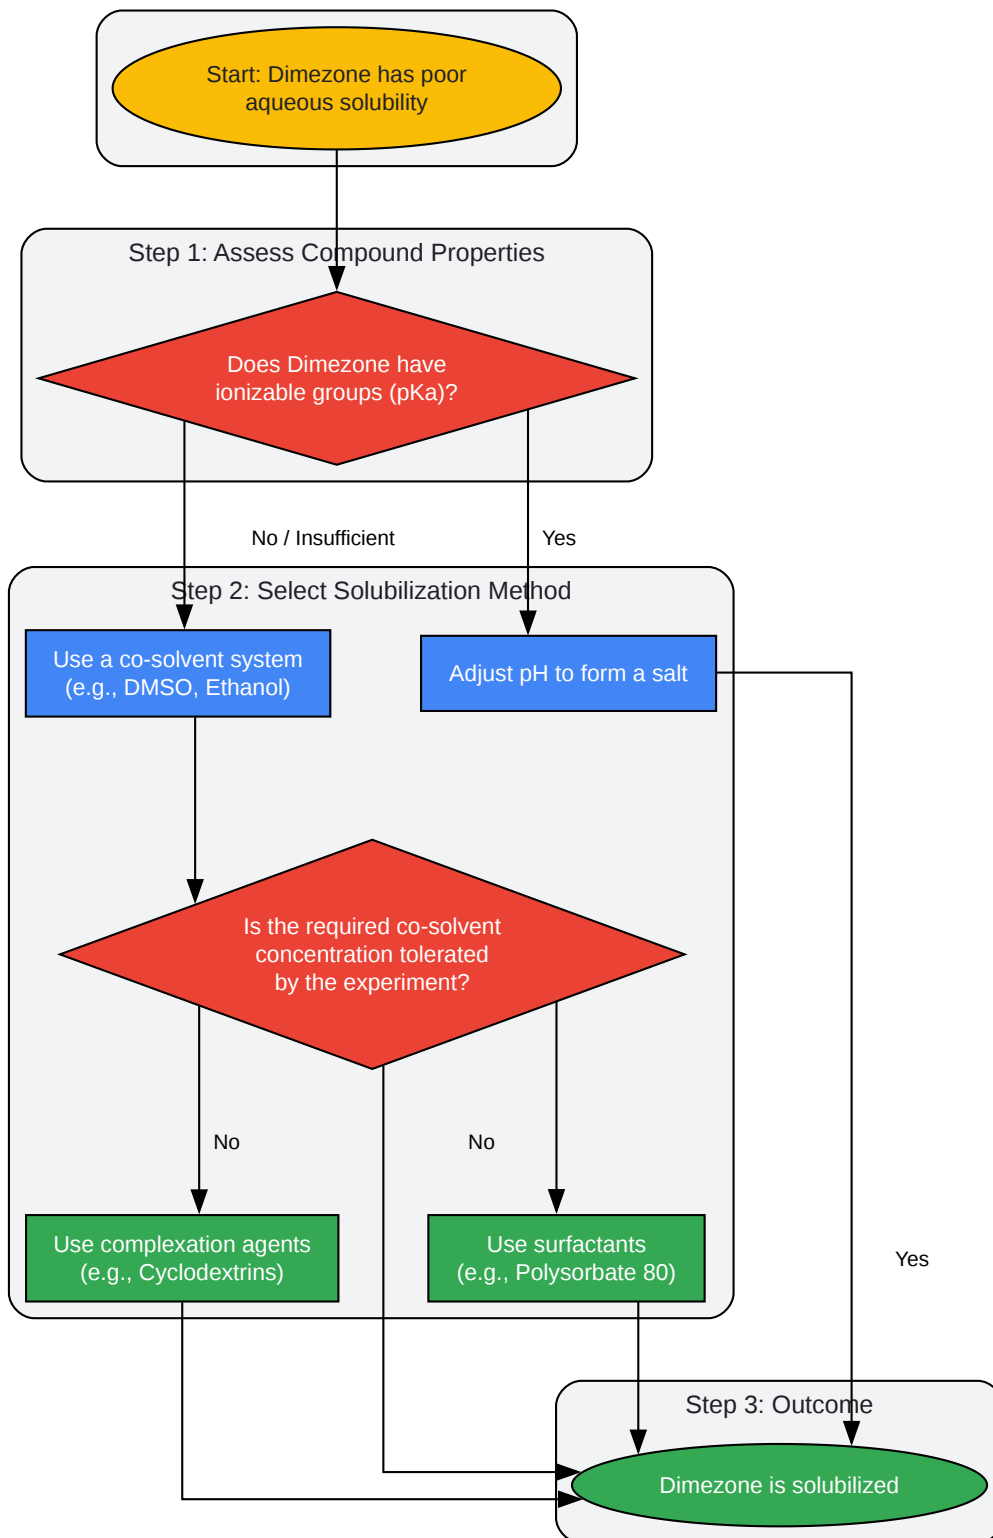 Start: Dimezone has poor
aqueous solubility
Step 1: Assess Compound Properties
Does Dimezone have
ionizable groups (pKa)?
No / Insufficient
Yes
Step 2: Select Solubilization Method
Use a co-solvent system
(e.g., DMSO, Ethanol)
Adjust pH to form a salt
Is the required co-solvent
concentration tolerated
by the experiment?
No
No
Use complexation agents
(e.g., Cyclodextrins)
Use surfactants
(e.g., Polysorbate 80)
Yes
Step 3: Outcome
Dimezone is solubilized